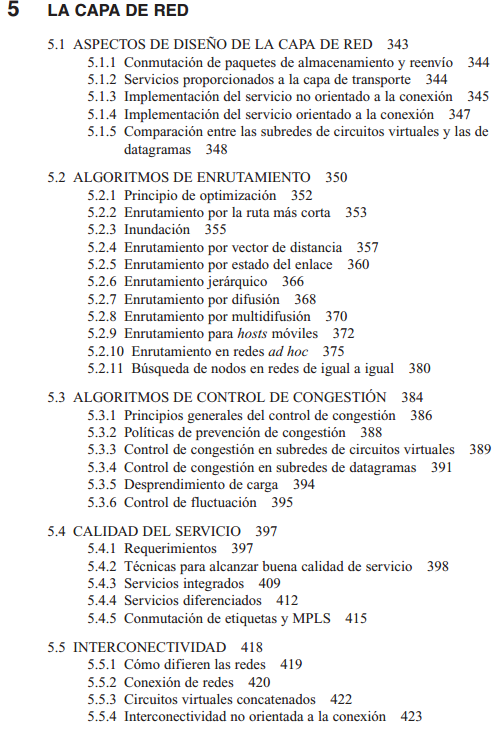 5 LA CAPA DE RED
5.1 ASPECTOS DE DISEÑO DE LA CAPA DE RED 343
5.1.1 Conmutación de paquetes de almacenamiento y reenvío 344
5.1.2 Servicios proporcionados a la capa de transporte 344
5.1.3 Implementación del servicio no orientado a la conexión 345
5.1.4 Implementación del servicio orientado a la conexión 347
5.1.5 Comparación entre las subredes de circuitos virtuales y las de
datagramas 348
5.2 ALGORITMOS DE ENRUTAMIENTO 350
5.2.1 Principio de optimización 352
5.2.2 Enrutamiento por la ruta más corta 353
5.2.3 Inundación 355
5.2.4 Enrutamiento por vector de distancia 357
5.2.5 Enrutamiento por estado del enlace 360
5.2.6 Enrutamiento jerárquico 366
5.2.7 Enrutamiento por difusión 368
5.2.8 Enrutamiento por multidifusión 370
5.2.9 Enrutamiento para hosts móviles 372
5.2.10 Enrutamiento en redes ad hoc 375
5.2.11 Búsqueda de nodos en redes de igual a igual 380
5.3 ALGORITMOS DE CONTROL DE CONGESTIÓN 384
5.3.1 Principios generales del control de congestión 386
5.3.2 Políticas de prevención de congestión 388
5.3.3 Control de congestión en subredes de circuitos virtuales 389
5.3.4 Control de congestión en subredes de datagramas 391
5.3.5 Desprendimiento de carga 394
5.3.6 Control de fluctuación 395
5.4 CALIDAD DEL SERVICIO 397
5.4.1 Requerimientos 397
5.4.2 Técnicas para alcanzar buena calidad de servicio 398
5.4.3 Servicios integrados 409
5.4.4 Servicios diferenciados 412
5.4.5 Conmutación de etiquetas y MPLS 415
5.5 INTERCONECTIVIDAD 418
5.5.1 Cómo difieren las redes 419
5.5.2 Conexión de redes 420
5.5.3 Circuitos virtuales concatenados 422
5.5.4 Interconectividad no orientada a la conexión 423